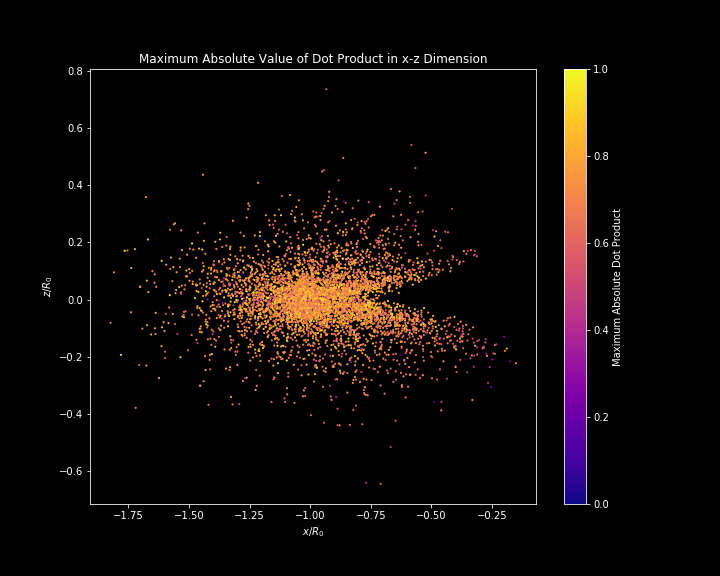 Maximum Absolute Value of Dot Product in x-z Dimension
0.8
0.6
0.4
0.2
0.0
−0.2
−0.4
−0.6
z/R₀
−1.75 −1.50 −1.25 −1.00 −0.75 −0.50 −0.25
x/R₀
1.0
0.8
0.6
0.4
0.2
0.0
Maximum Absolute Dot Product